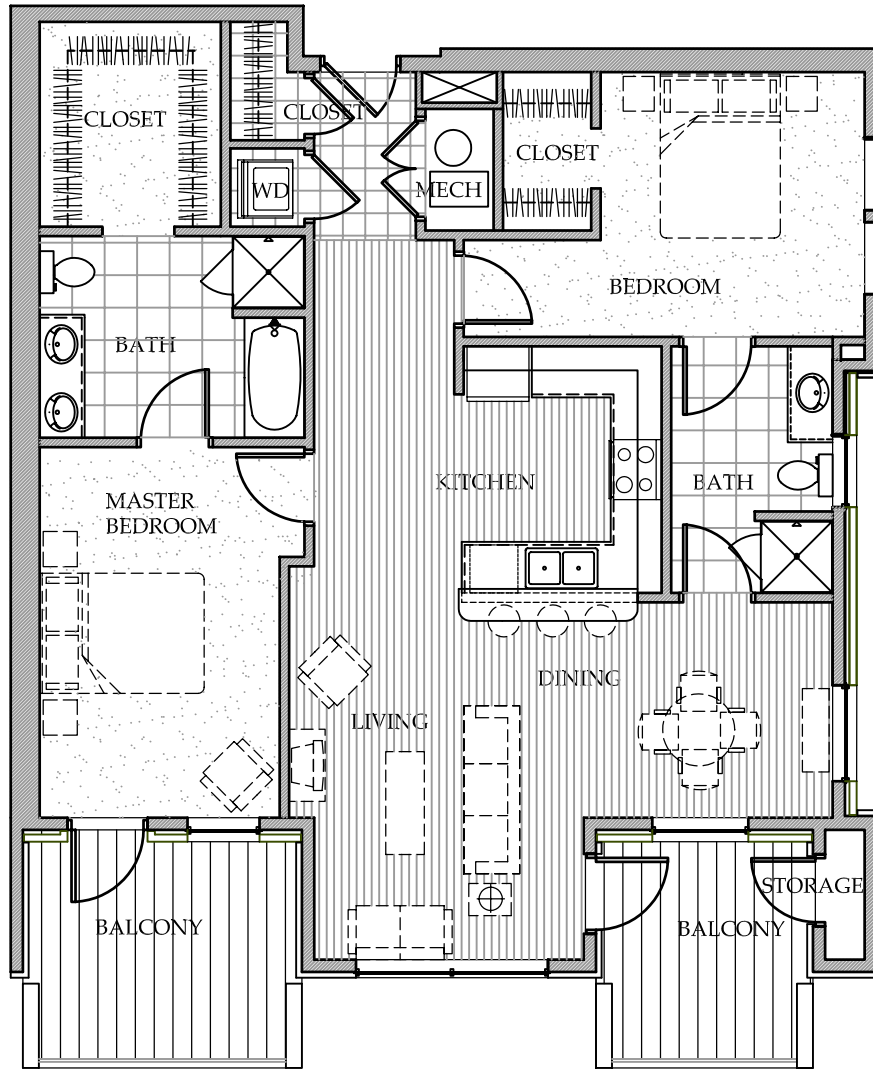 CLOSET
CLOSET
CLOSET
WD
MECH
BEDROOM
BATH
KITCHEN
BATH
MASTER
BEDROOM
DINING
LIVING
STORAGE
BALCONY
BALCONY